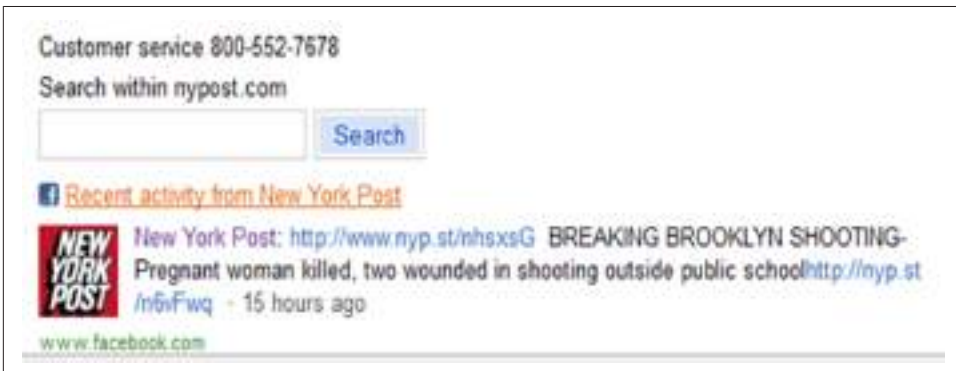 Customer service 800-552-7678
Search within nypost.com
Search
Recent activity from New York Post
NEW YORK POST
New York Post: http://www.nyp.st/nhsxsG BREAKING BROOKLYN SHOOTING-
Pregnant woman killed, two wounded in shooting outside public schoolhttp://nyp.st
/n6vFwq - 15 hours ago
www.facebook.com